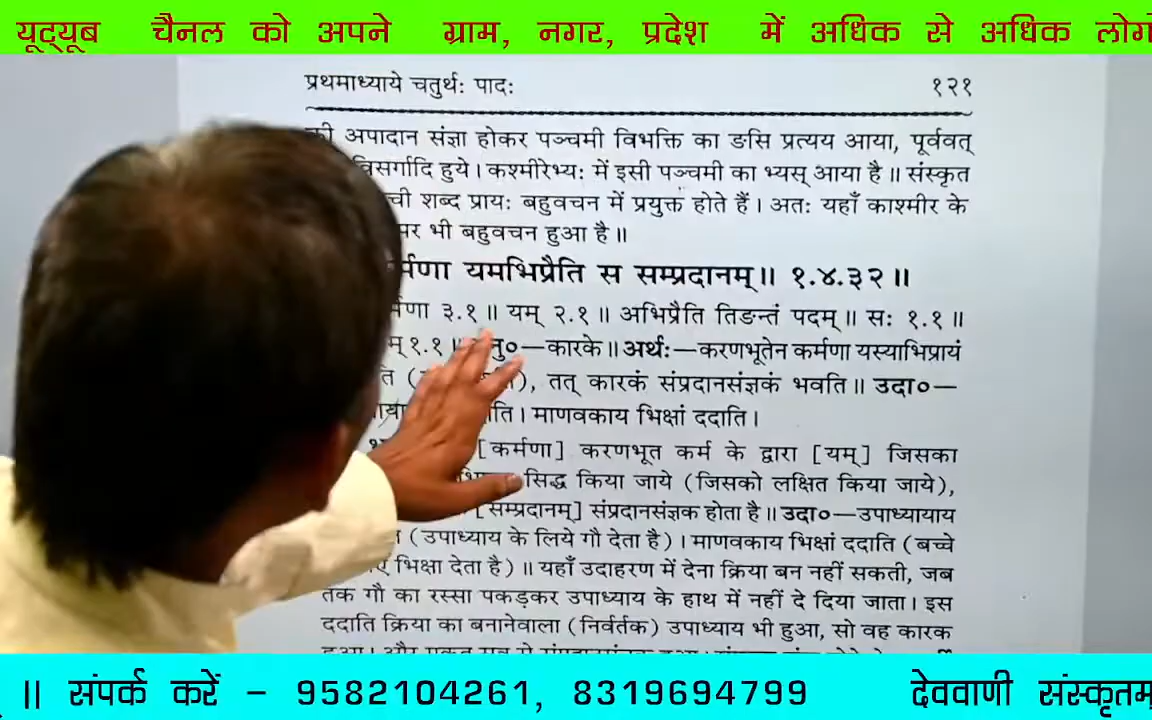 यूट्यूब चैनल को अपने ग्राम, नगर, प्रदेश में अधिक से अधिक
प्रथमाध्याये चतुर्थः पादः १२१
अपादान संज्ञा होकर पञ्चमी विभक्ति का ङसि प्रत्यय आया, पूर्ववत्
विसर्गादि हुये। कश्मीरेभ्यः में इसी पञ्चमी का भ्यस् आया है॥ संस्कृत
शब्द प्रायः बहुवचन में प्रयुक्त होते हैं। अतः यहाँ काश्मीर के
भी बहुवचन हुआ है॥
यमभिप्रैति स सम्प्रदानम्॥ १.४.३२॥
३.१॥ यम् २.१॥ अभिप्रैति तिङन्तं पदम्॥ सः १.१॥
१.१॥ —कारके॥ अर्थः—करणभूतेन कर्मणा यस्याभिप्रायं
तत् कारकं संप्रदानसंज्ञकं भवति॥ उदा०—
माणवकाय भिक्षां ददाति।
[कर्मणा] करणभूत कर्म के द्वारा [यम्] जिसका
सिद्ध किया जाये (जिसको लक्षित किया जाये),
[सम्प्रदानम्] संप्रदानसंज्ञक होता है॥ उदा०—उपाध्यायाय
(उपाध्याय के लिये गौ देता है)। माणवकाय भिक्षां ददाति (बच्चे
भिक्षा देता है)॥ यहाँ उदाहरण में देना क्रिया बन नहीं सकती, जब
तक गौ का रस्सा पकड़कर उपाध्याय के हाथ में नहीं दे दिया जाता। इस
ददाति क्रिया का बनानेवाला (निर्वर्तक) उपाध्याय भी हुआ, सो वह कारक
॥ संपर्क करें - 9582104261, 8319694799 देववाणी संस्कृतम्